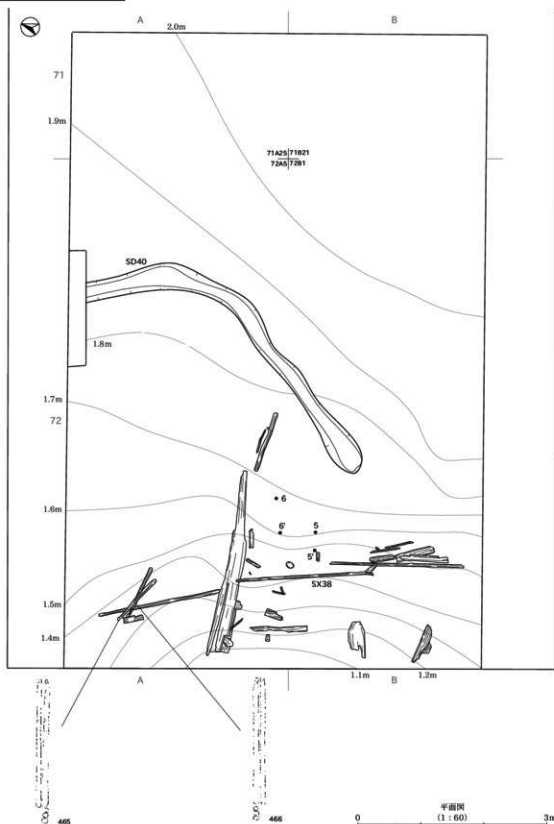 A B
2.0m
71
1.9m
71A25 71B21
72A5 72B1
SD40
1.8m
1.7m
72
1.6m
6
6' 5
5'
SX38
1.5m
1.4m
A B
1.1m 1.2m
平面図
(1:60)
465 466 0 3m